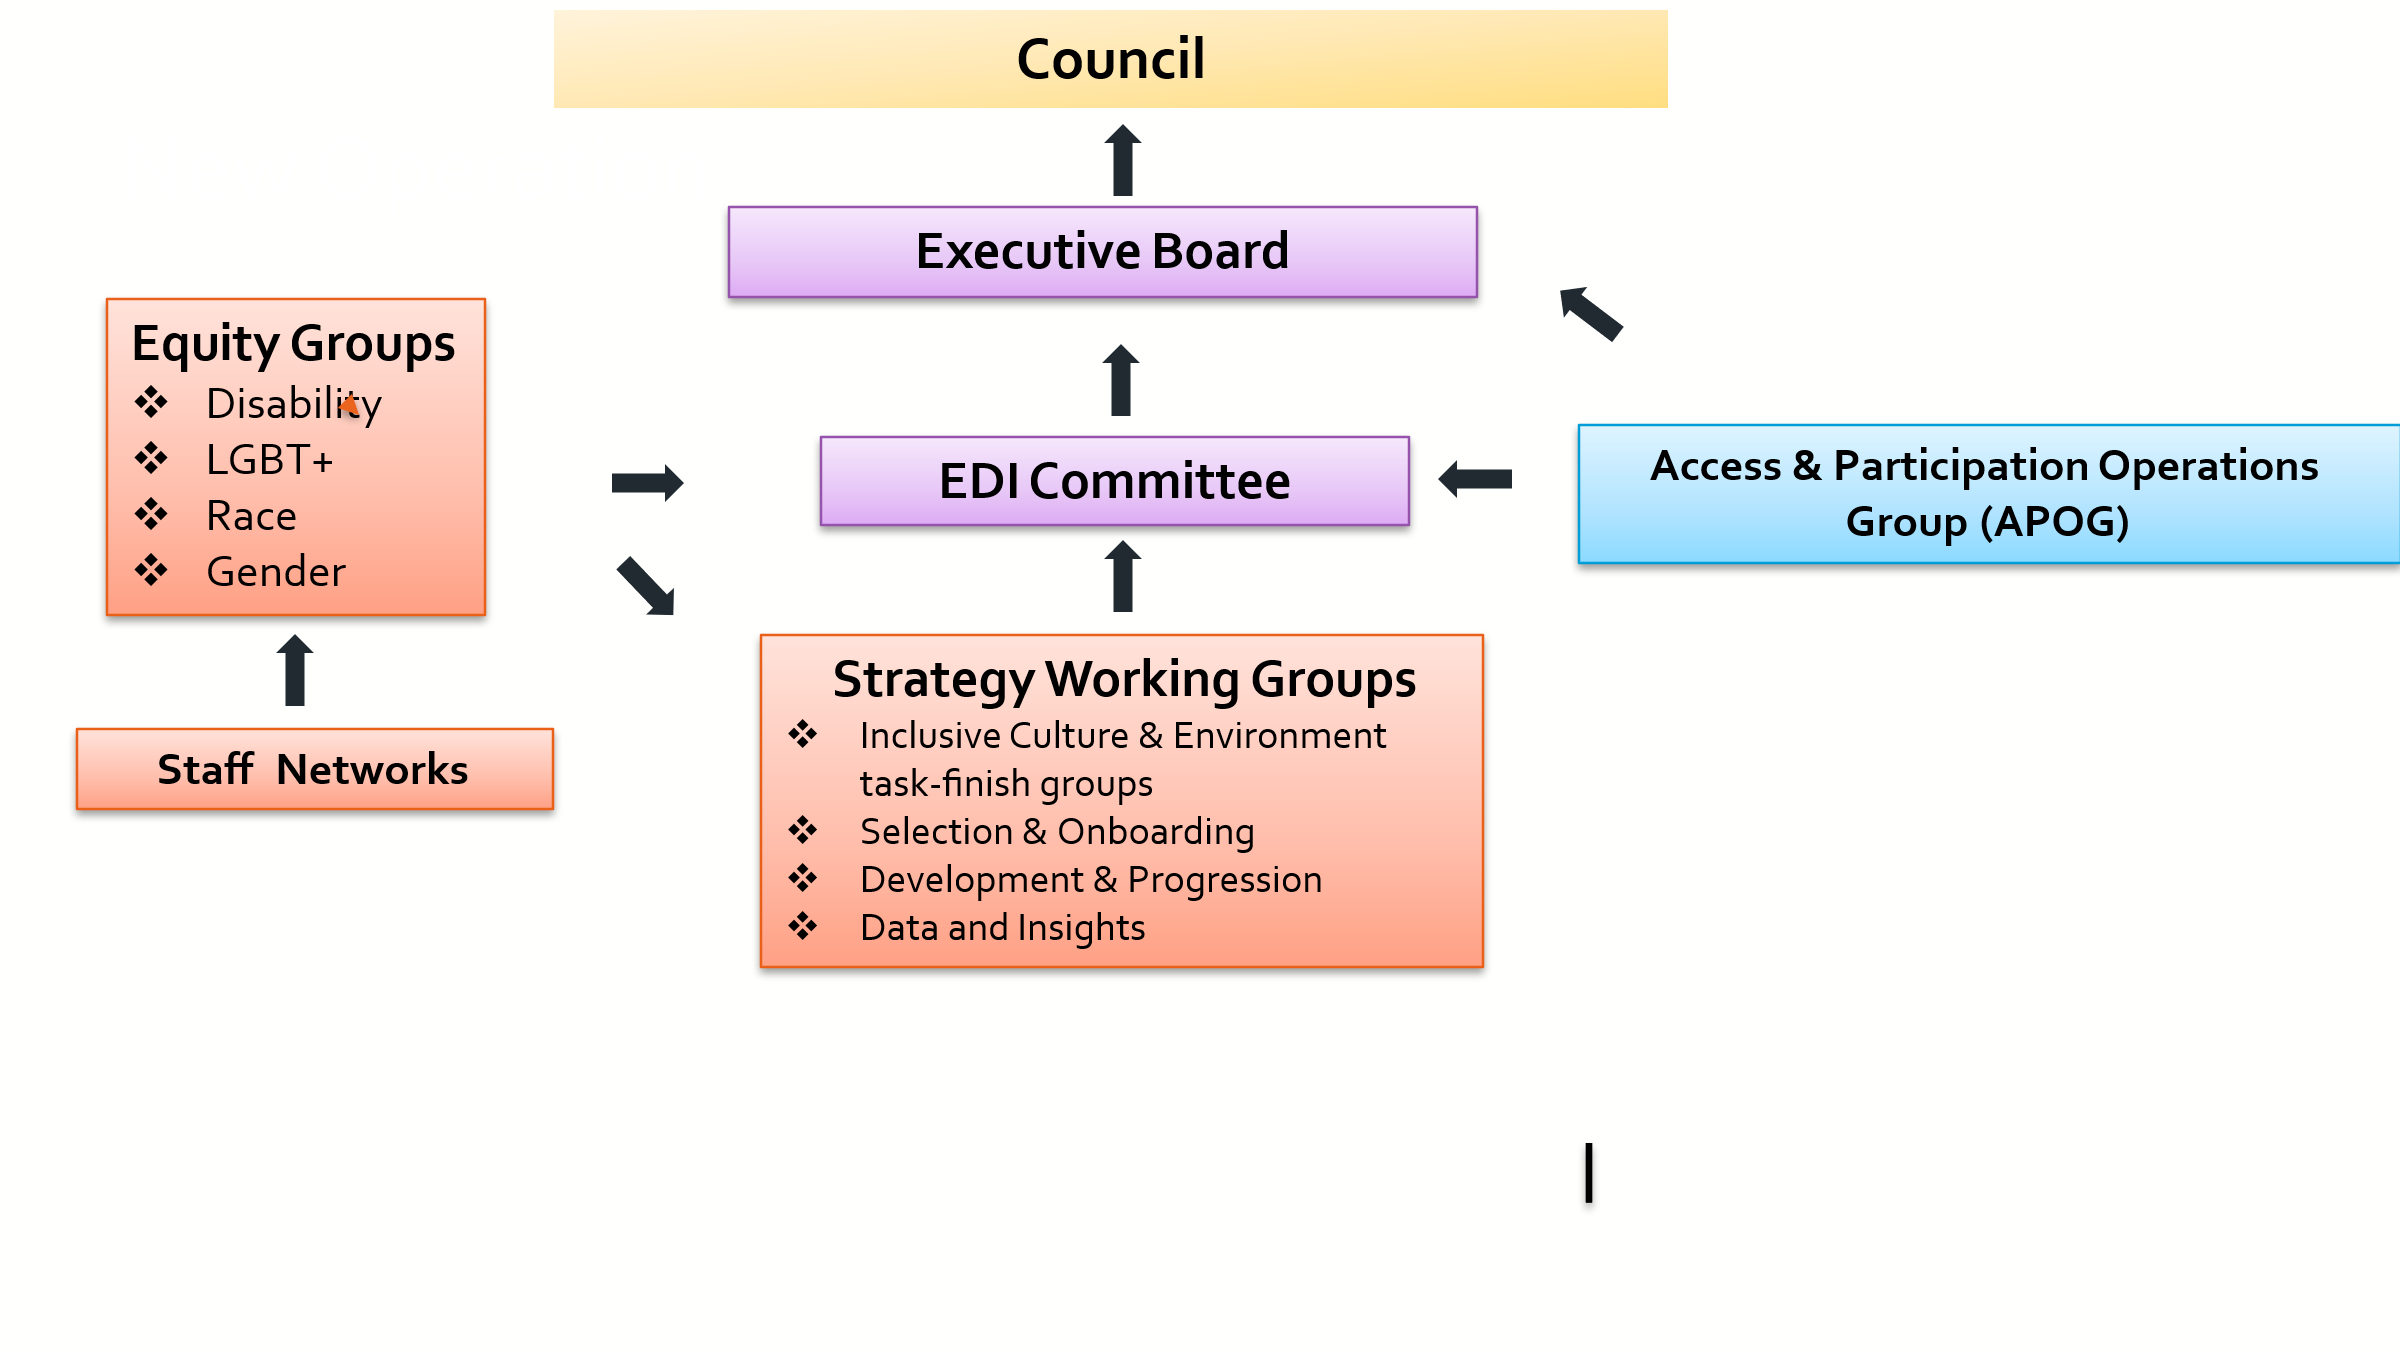 Council
Executive Board
Equity Groups
❖ Disability
❖ LGBT+
❖ Race
❖ Gender
EDI Committee
Access & Participation Operations
Group (APOG)
Staff Networks
Strategy Working Groups
❖ Inclusive Culture & Environment
task-finish groups
❖ Selection & Onboarding
❖ Development & Progression
❖ Data and Insights